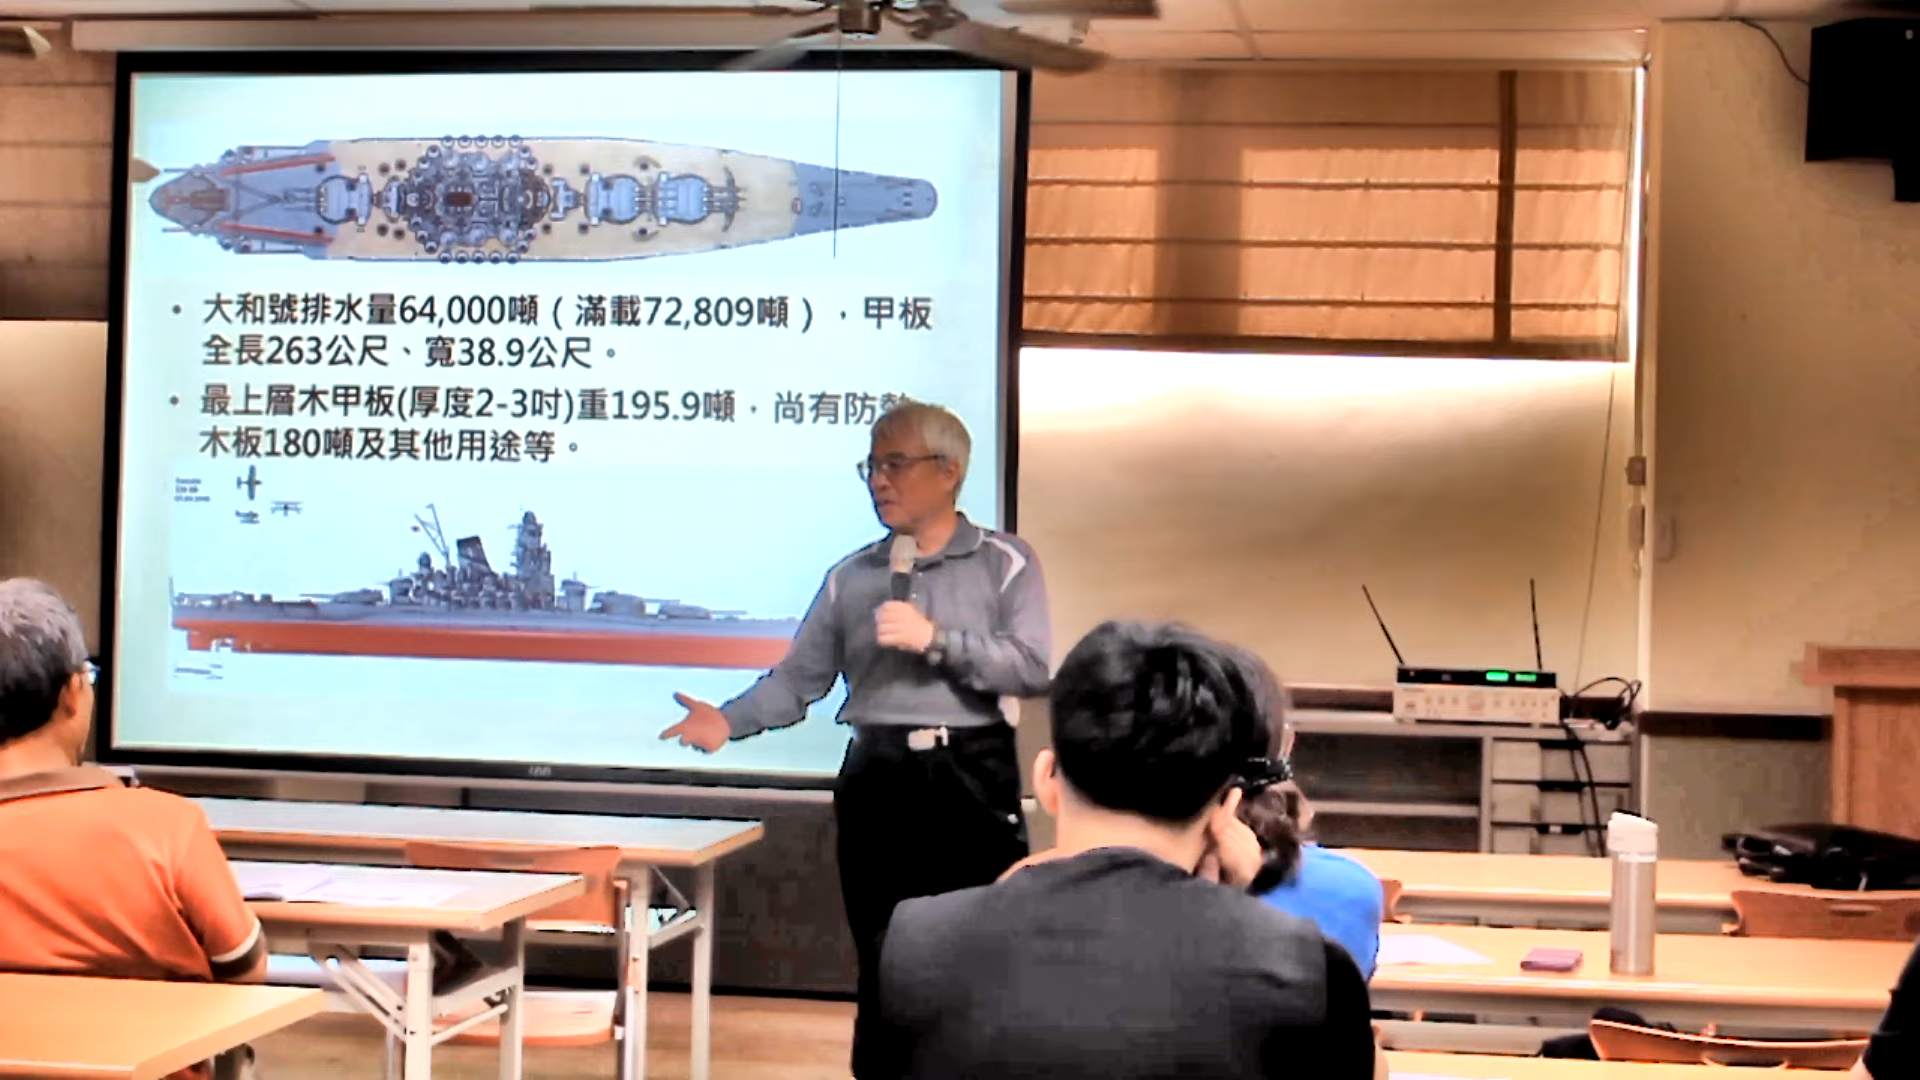 • 大和號排水量64,000噸（滿載72,809噸），甲板
全長263公尺、寬38.9公尺。
• 最上層木甲板(厚度2-3吋)重195.9噸，尚有防
木板180噸及其他用途等。